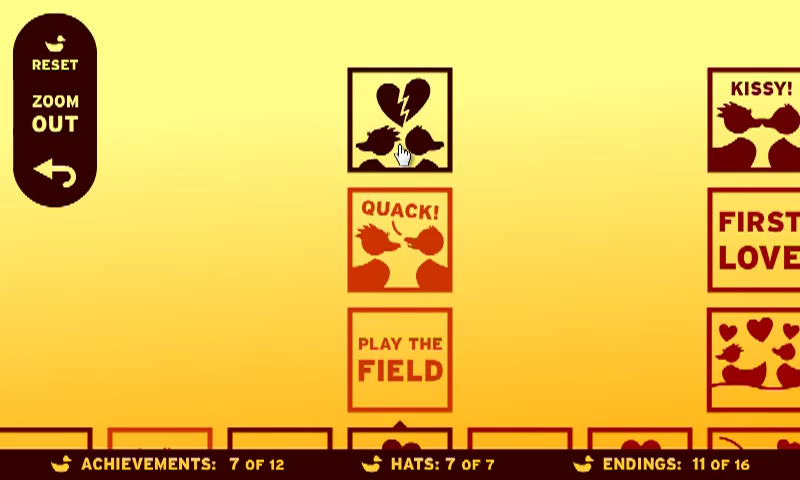 RESET
ZOOM
OUT
KISSY!
QUACK!
FIRST
LOVE
PLAY THE
FIELD
ACHIEVEMENTS: 7 OF 12
HATS: 7 OF 7
ENDINGS: 11 OF 16